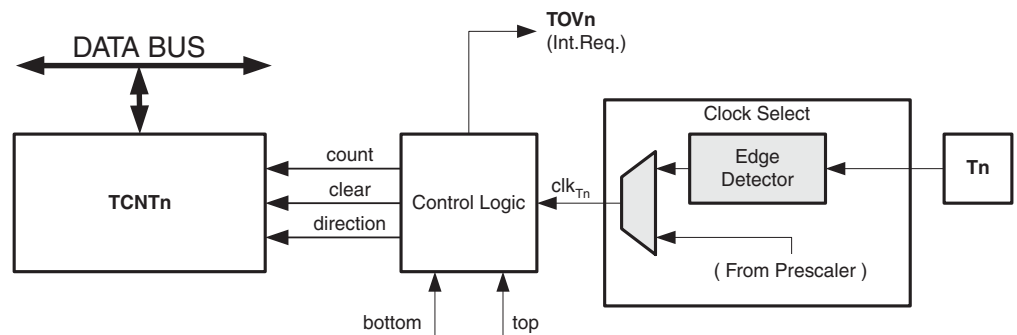 TOVn
(Int.Req.)
DATA BUS
Clock Select
count
Edge
Detector
Tn
TCNTn
clear
Control Logic
clkTn
direction
( From Prescaler )
bottom
top